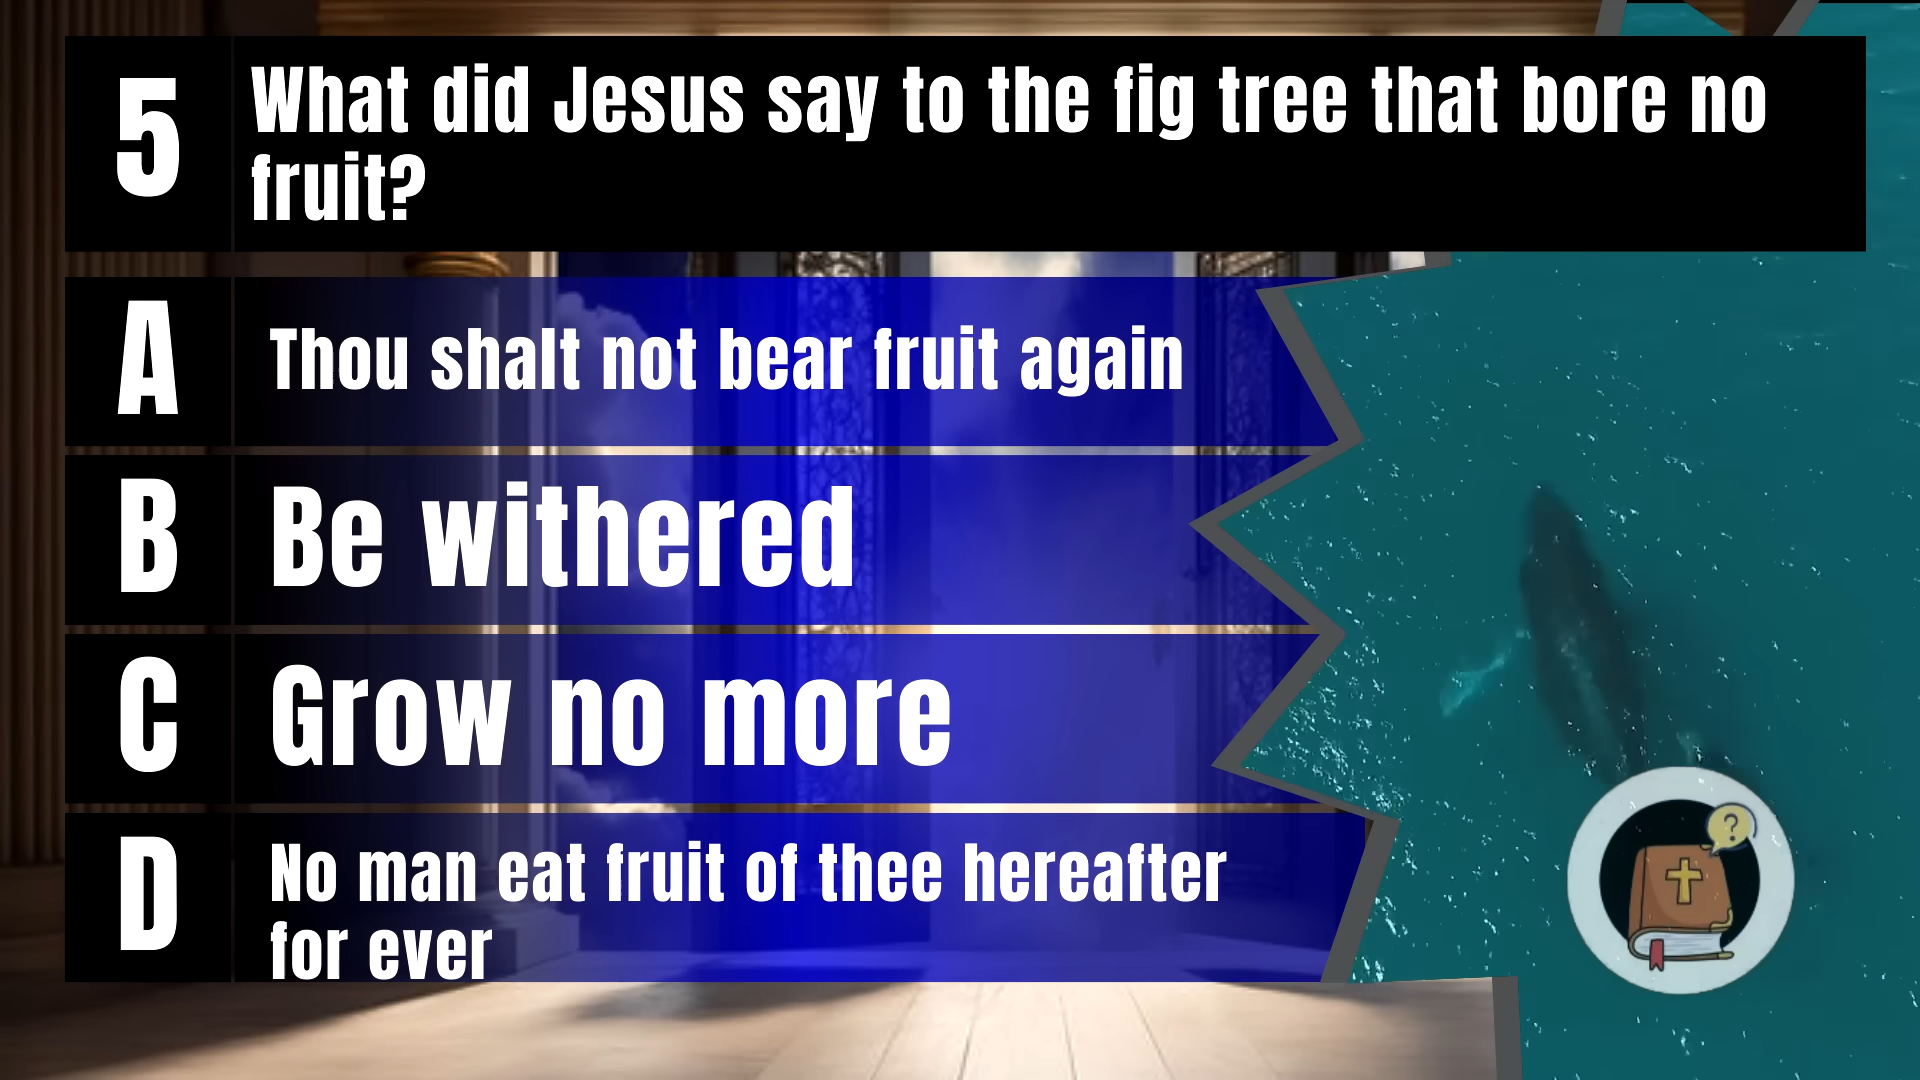 5
What did Jesus say to the fig tree that bore no
fruit?
A
Thou shalt not bear fruit again
B
Be withered
C
Grow no more
D
No man eat fruit of thee hereafter
for ever
?